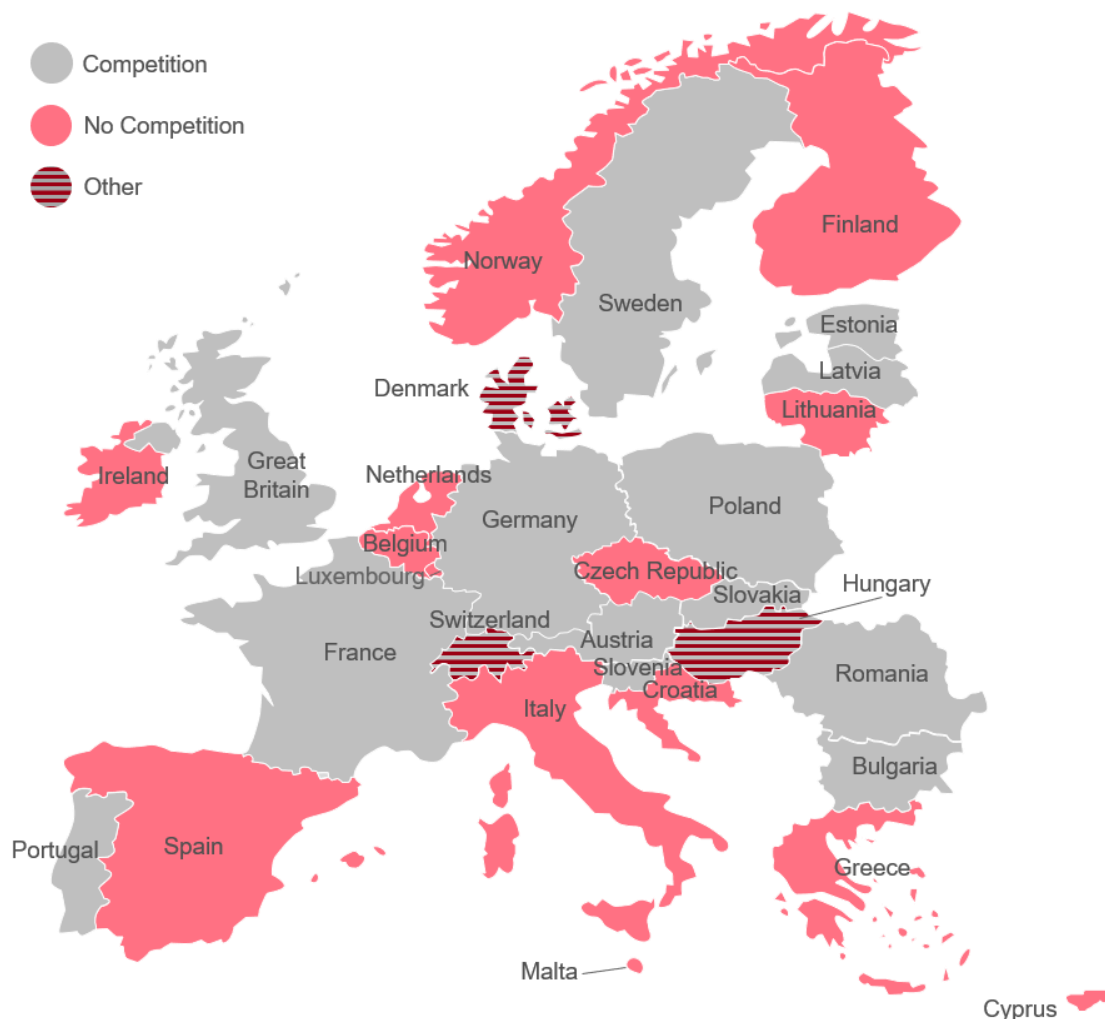 Competition
No Competition
Other
Finland
Norway
Sweden
Estonia
Latvia
Denmark
Lithuania
Great
Britain
Ireland
Netherlands
Poland
Germany
Belgium
Czech Republic
Luxembourg
Hungary
Slovakia
Switzerland
Austria
France
Slovenia
Romania
Croatia
Italy
Bulgaria
Portugal
Spain
Greece
Malta
Cyprus